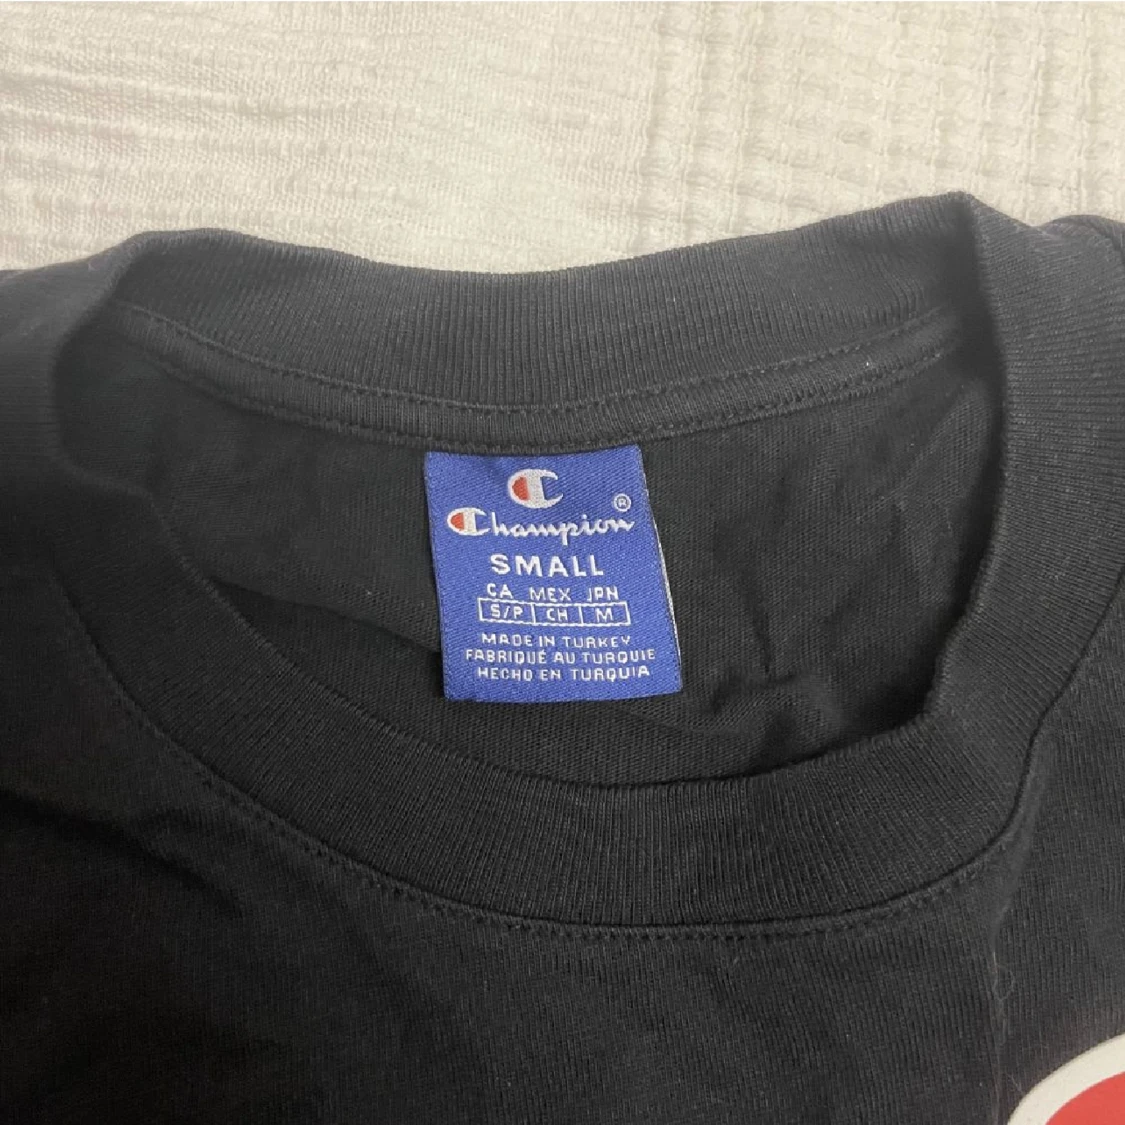 Champion®
SMALL
CA MEX JPN
S/P CH M
MADE IN TURKEY
FABRIQUÉ AU TURQUIE
HECHO EN TURQUIA